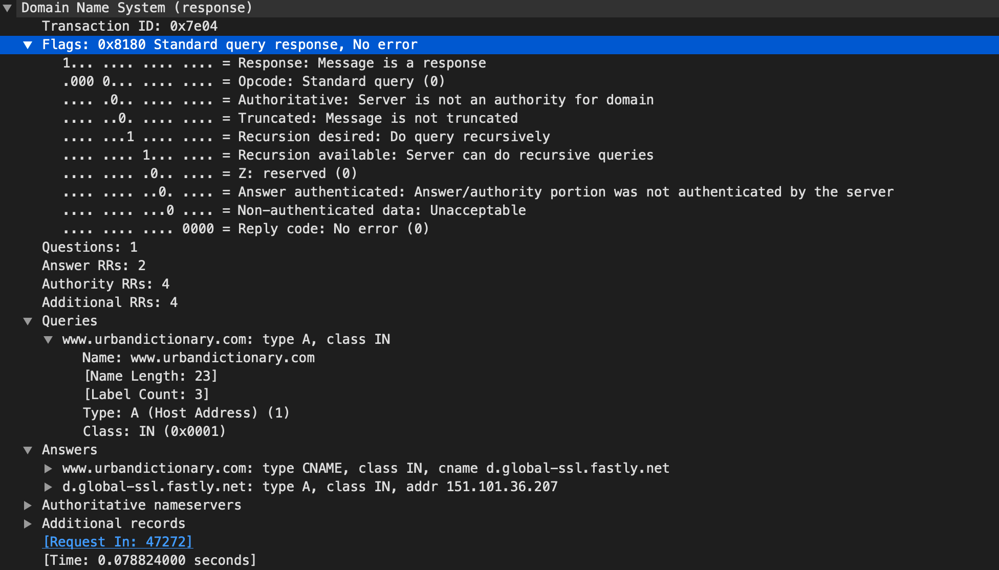 Domain Name System (response)
Transaction ID: 0x7e04
Flags: 0x8180 Standard query response, No error
1... .... .... .... = Response: Message is a response
.000 0... .... .... = Opcode: Standard query (0)
.... .0.. .... .... = Authoritative: Server is not an authority for domain
.... ..0. .... .... = Truncated: Message is not truncated
.... ...1 .... .... = Recursion desired: Do query recursively
.... .... 1... .... = Recursion available: Server can do recursive queries
.... .... .0.. .... = Z: reserved (0)
.... .... ..0. .... = Answer authenticated: Answer/authority portion was not authenticated by the server
.... .... ...0 .... = Non-authenticated data: Unacceptable
.... .... .... 0000 = Reply code: No error (0)
Questions: 1
Answer RRs: 2
Authority RRs: 4
Additional RRs: 4
Queries
www.urbandictionary.com: type A, class IN
Name: www.urbandictionary.com
[Name Length: 23]
[Label Count: 3]
Type: A (Host Address) (1)
Class: IN (0x0001)
Answers
www.urbandictionary.com: type CNAME, class IN, cname d.global-ssl.fastly.net
d.global-ssl.fastly.net: type A, class IN, addr 151.101.36.207
Authoritative nameservers
Additional records
[Request In: 47272]
[Time: 0.078824000 seconds]